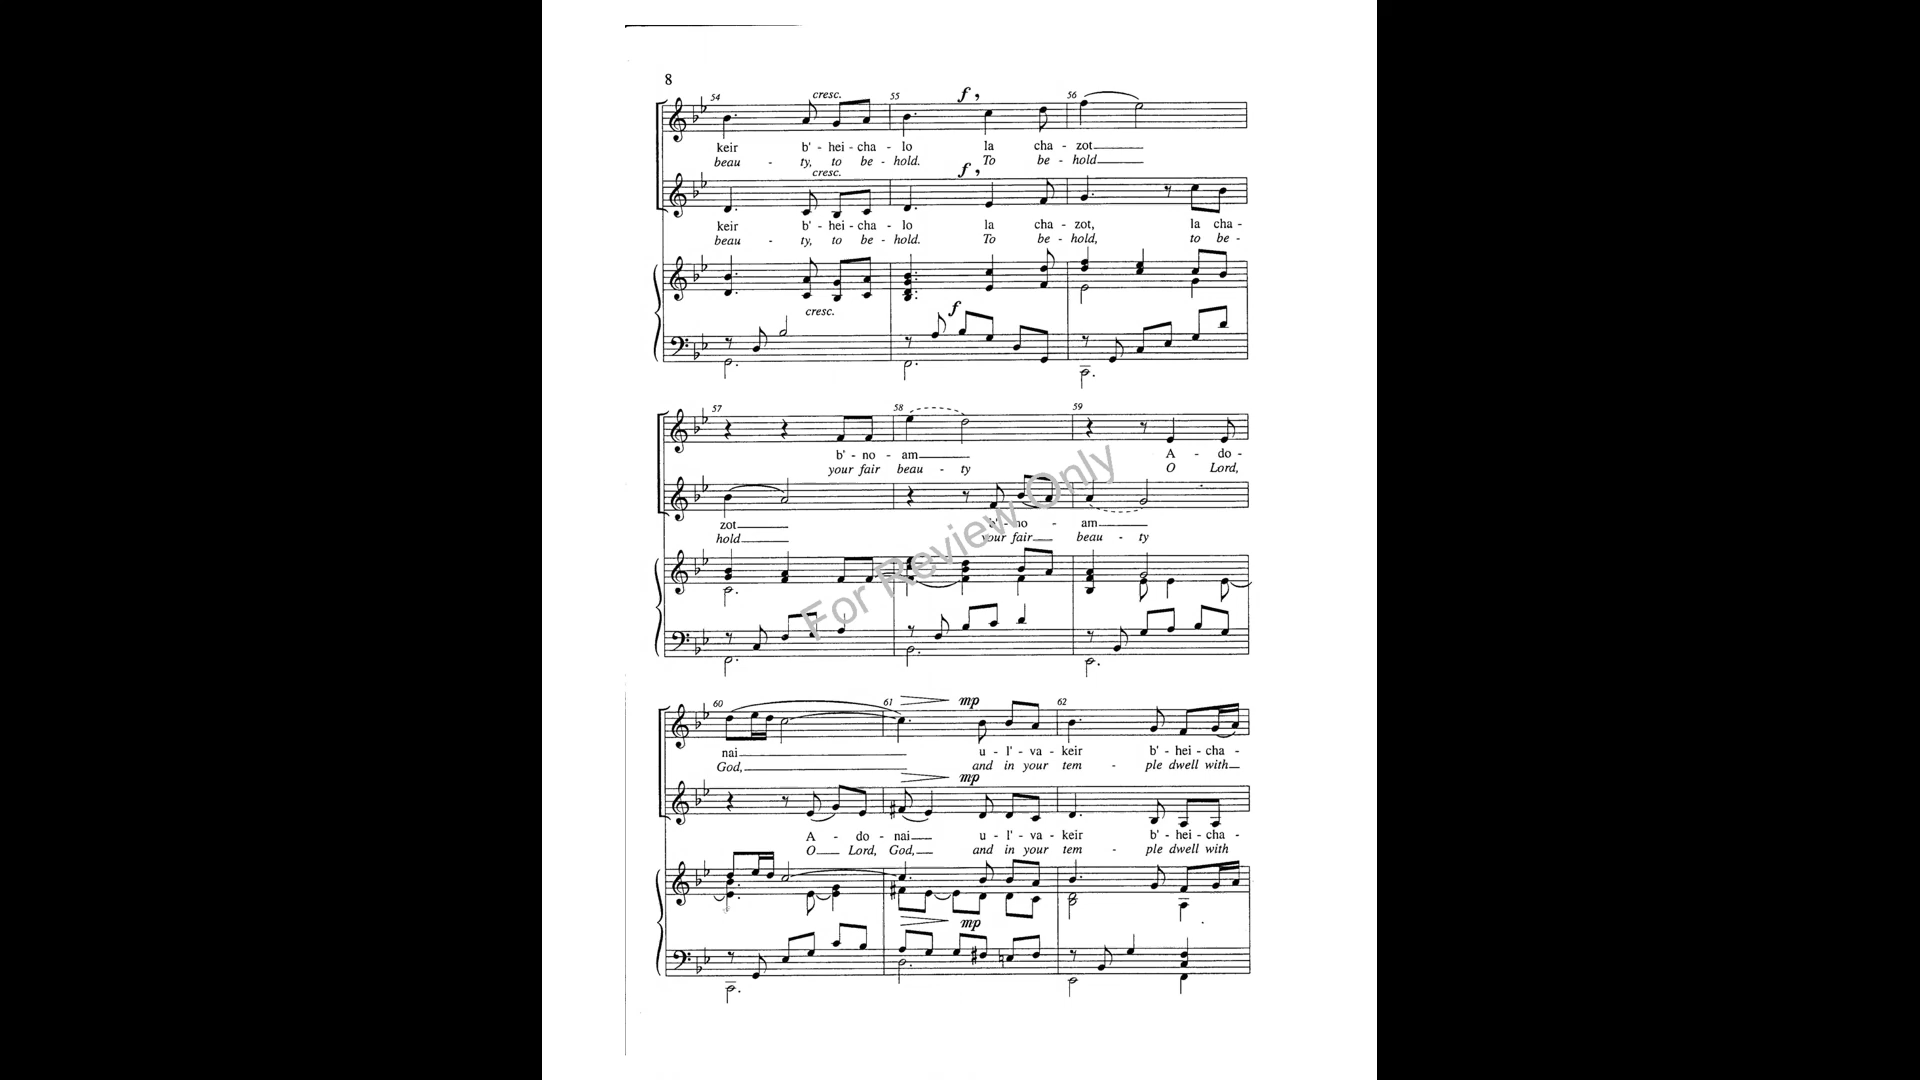 8
54 cresc. 55 f , 56
keir b' - hei - cha - lo la cha - zot
beau - ty, to be - hold. To be - hold
cresc. f ,
keir b' - hei - cha - lo la cha - zot, la cha -
beau - ty, to be - hold. To be - hold, to be -
cresc. f
57 58 59
b' - no - am A - do -
your fair beau - ty O Lord,
zot b' - no - am
hold your fair beau - ty
For Review Only
60 61 mp 62
nai u - l' - va - keir b' - hei - cha -
God, and in your tem - ple dwell with
mp
A - do - nai u - l' - va - keir b' - hei - cha -
O Lord, God, and in your tem - ple dwell with
mp